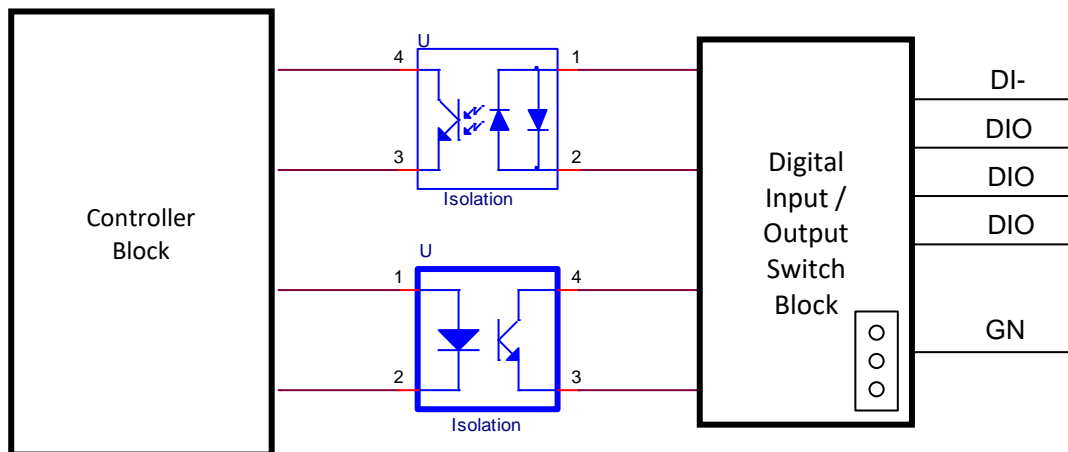 Controller
Block
U
4
1
3
2
Isolation
U
1
4
2
3
Isolation
Digital
Input /
Output
Switch
Block
DI-
DIO
DIO
DIO
GN